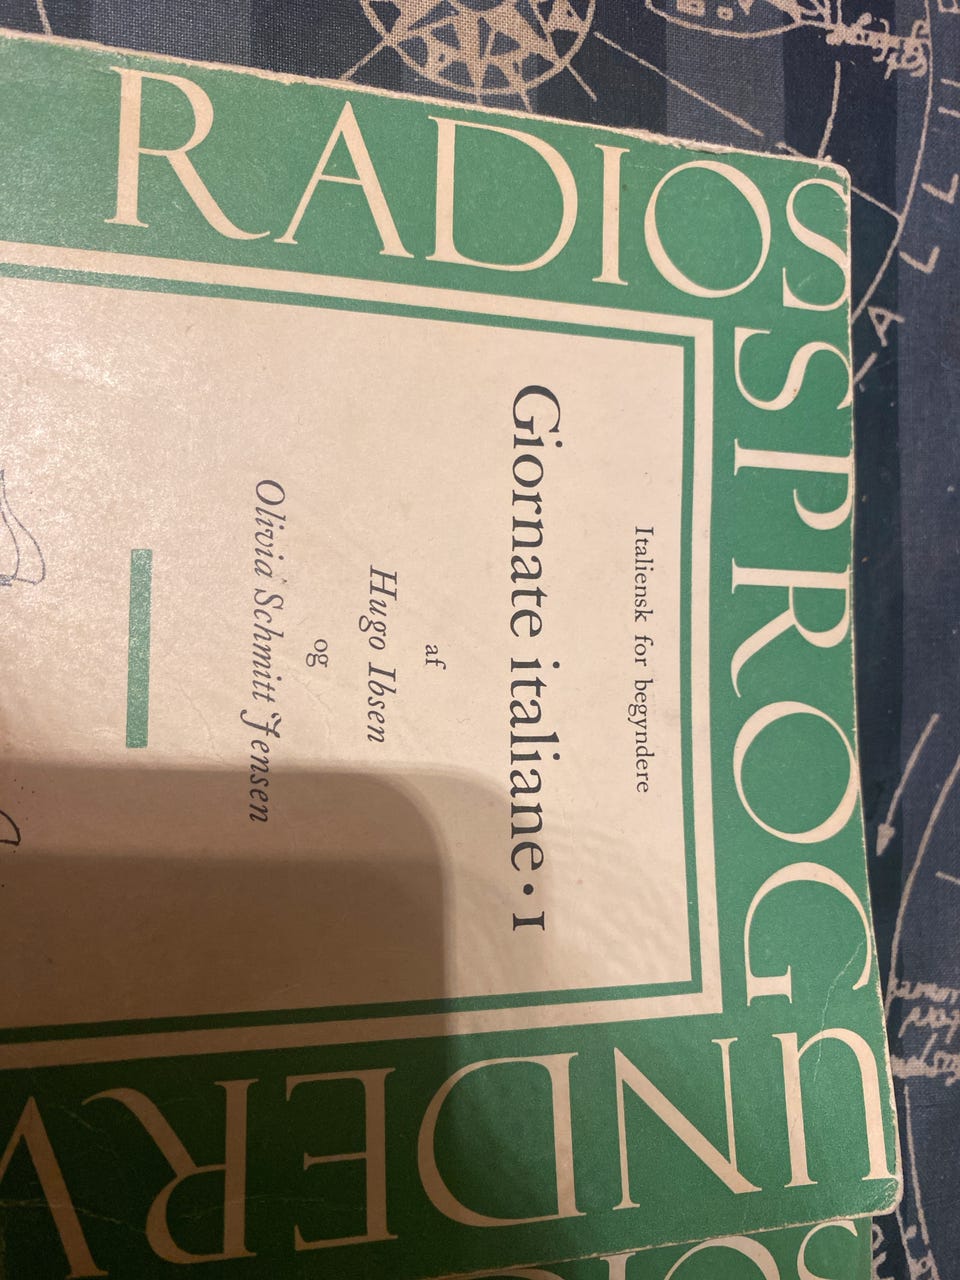 RADIOS
SPROG
UNDERV
Italiensk for begyndere
Giornate italiane • I
af
Hugo Ibsen
og
Olivia Schmitt Jensen